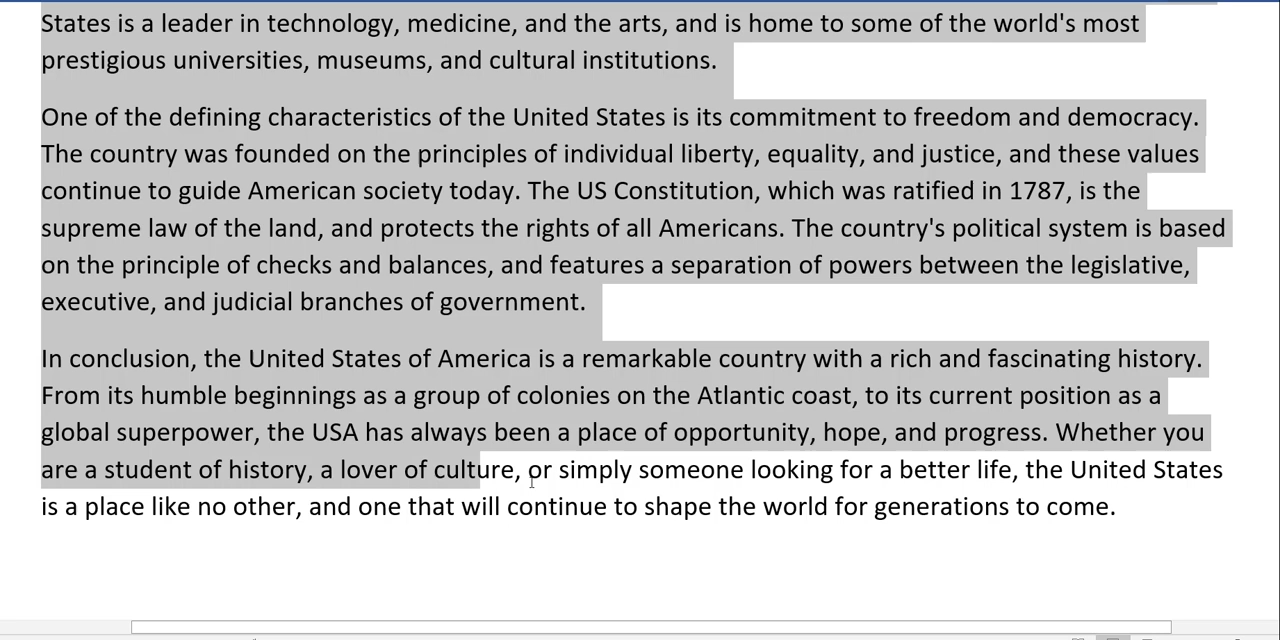 States is a leader in technology, medicine, and the arts, and is home to some of the world's most
prestigious universities, museums, and cultural institutions.
One of the defining characteristics of the United States is its commitment to freedom and democracy.
The country was founded on the principles of individual liberty, equality, and justice, and these values
continue to guide American society today. The US Constitution, which was ratified in 1787, is the
supreme law of the land, and protects the rights of all Americans. The country's political system is based
on the principle of checks and balances, and features a separation of powers between the legislative,
executive, and judicial branches of government.
In conclusion, the United States of America is a remarkable country with a rich and fascinating history.
From its humble beginnings as a group of colonies on the Atlantic coast, to its current position as a
global superpower, the USA has always been a place of opportunity, hope, and progress. Whether you
are a student of history, a lover of culture, or simply someone looking for a better life, the United States
is a place like no other, and one that will continue to shape the world for generations to come.